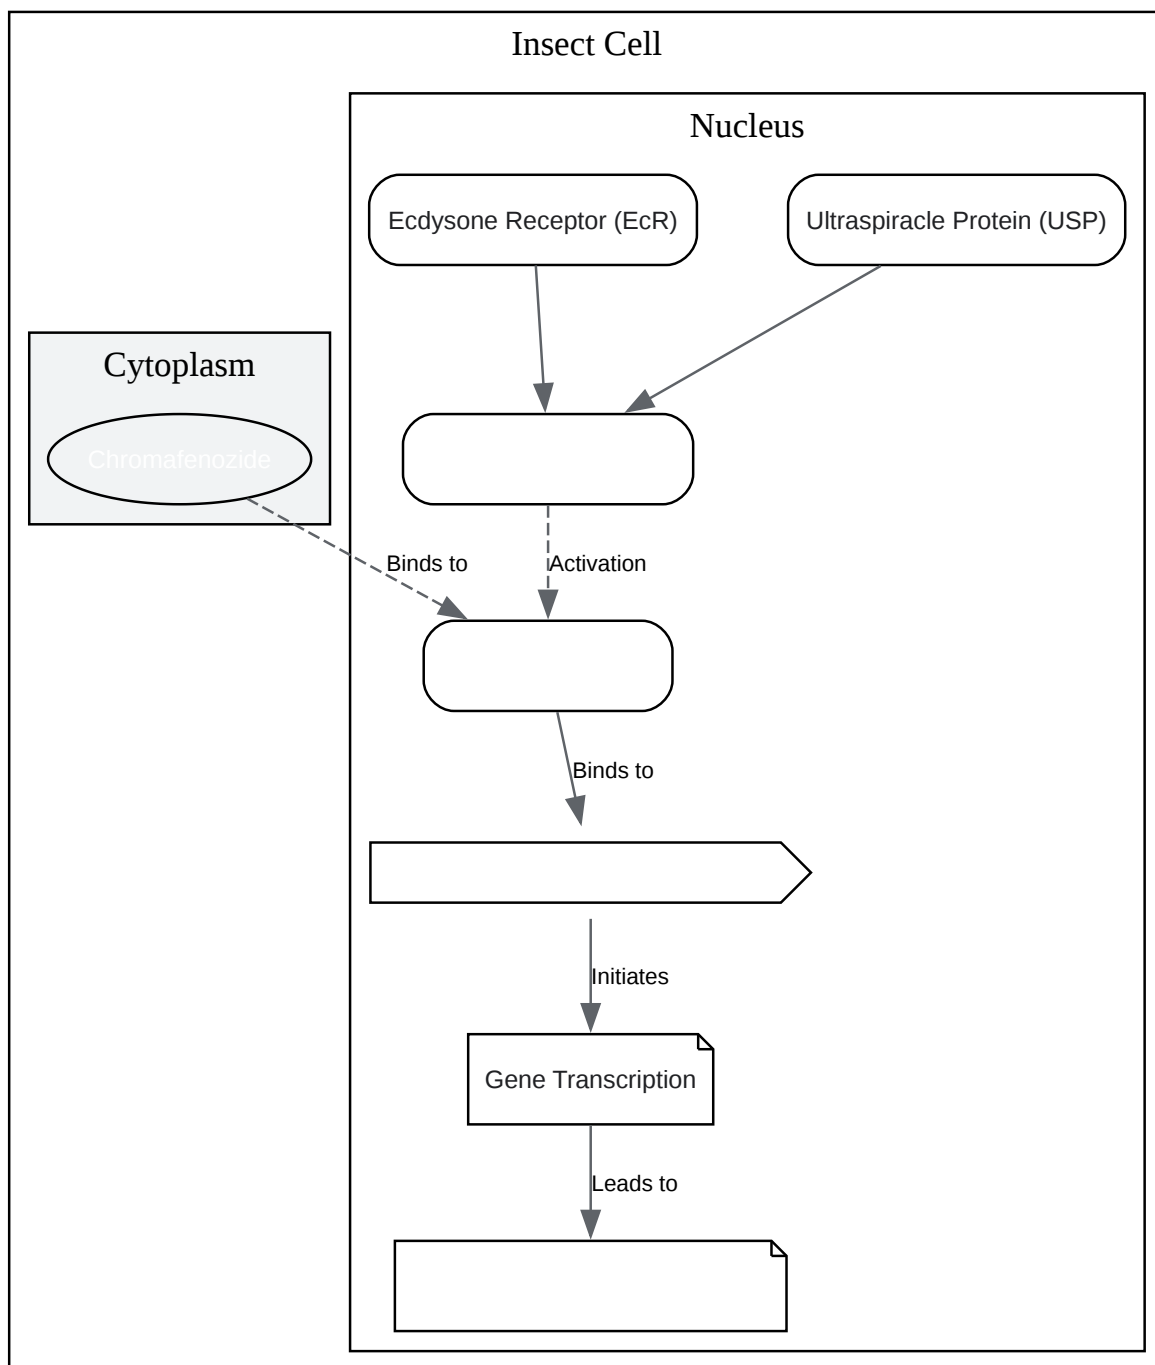 Insect Cell
Nucleus
Ecdysone Receptor (EcR)
Ultraspiracle Protein (USP)
Cytoplasm
Chromafenozide
Binds to
Activation
Binds to
Initiates
Gene Transcription
Leads to